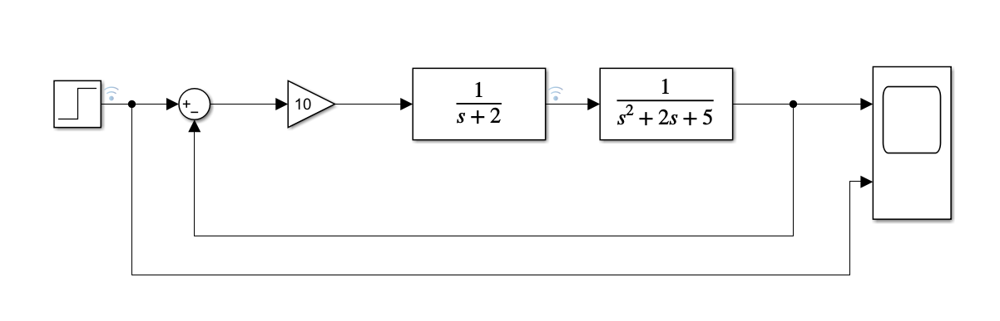 +
−
10
1
s + 2
1
s² + 2s + 5